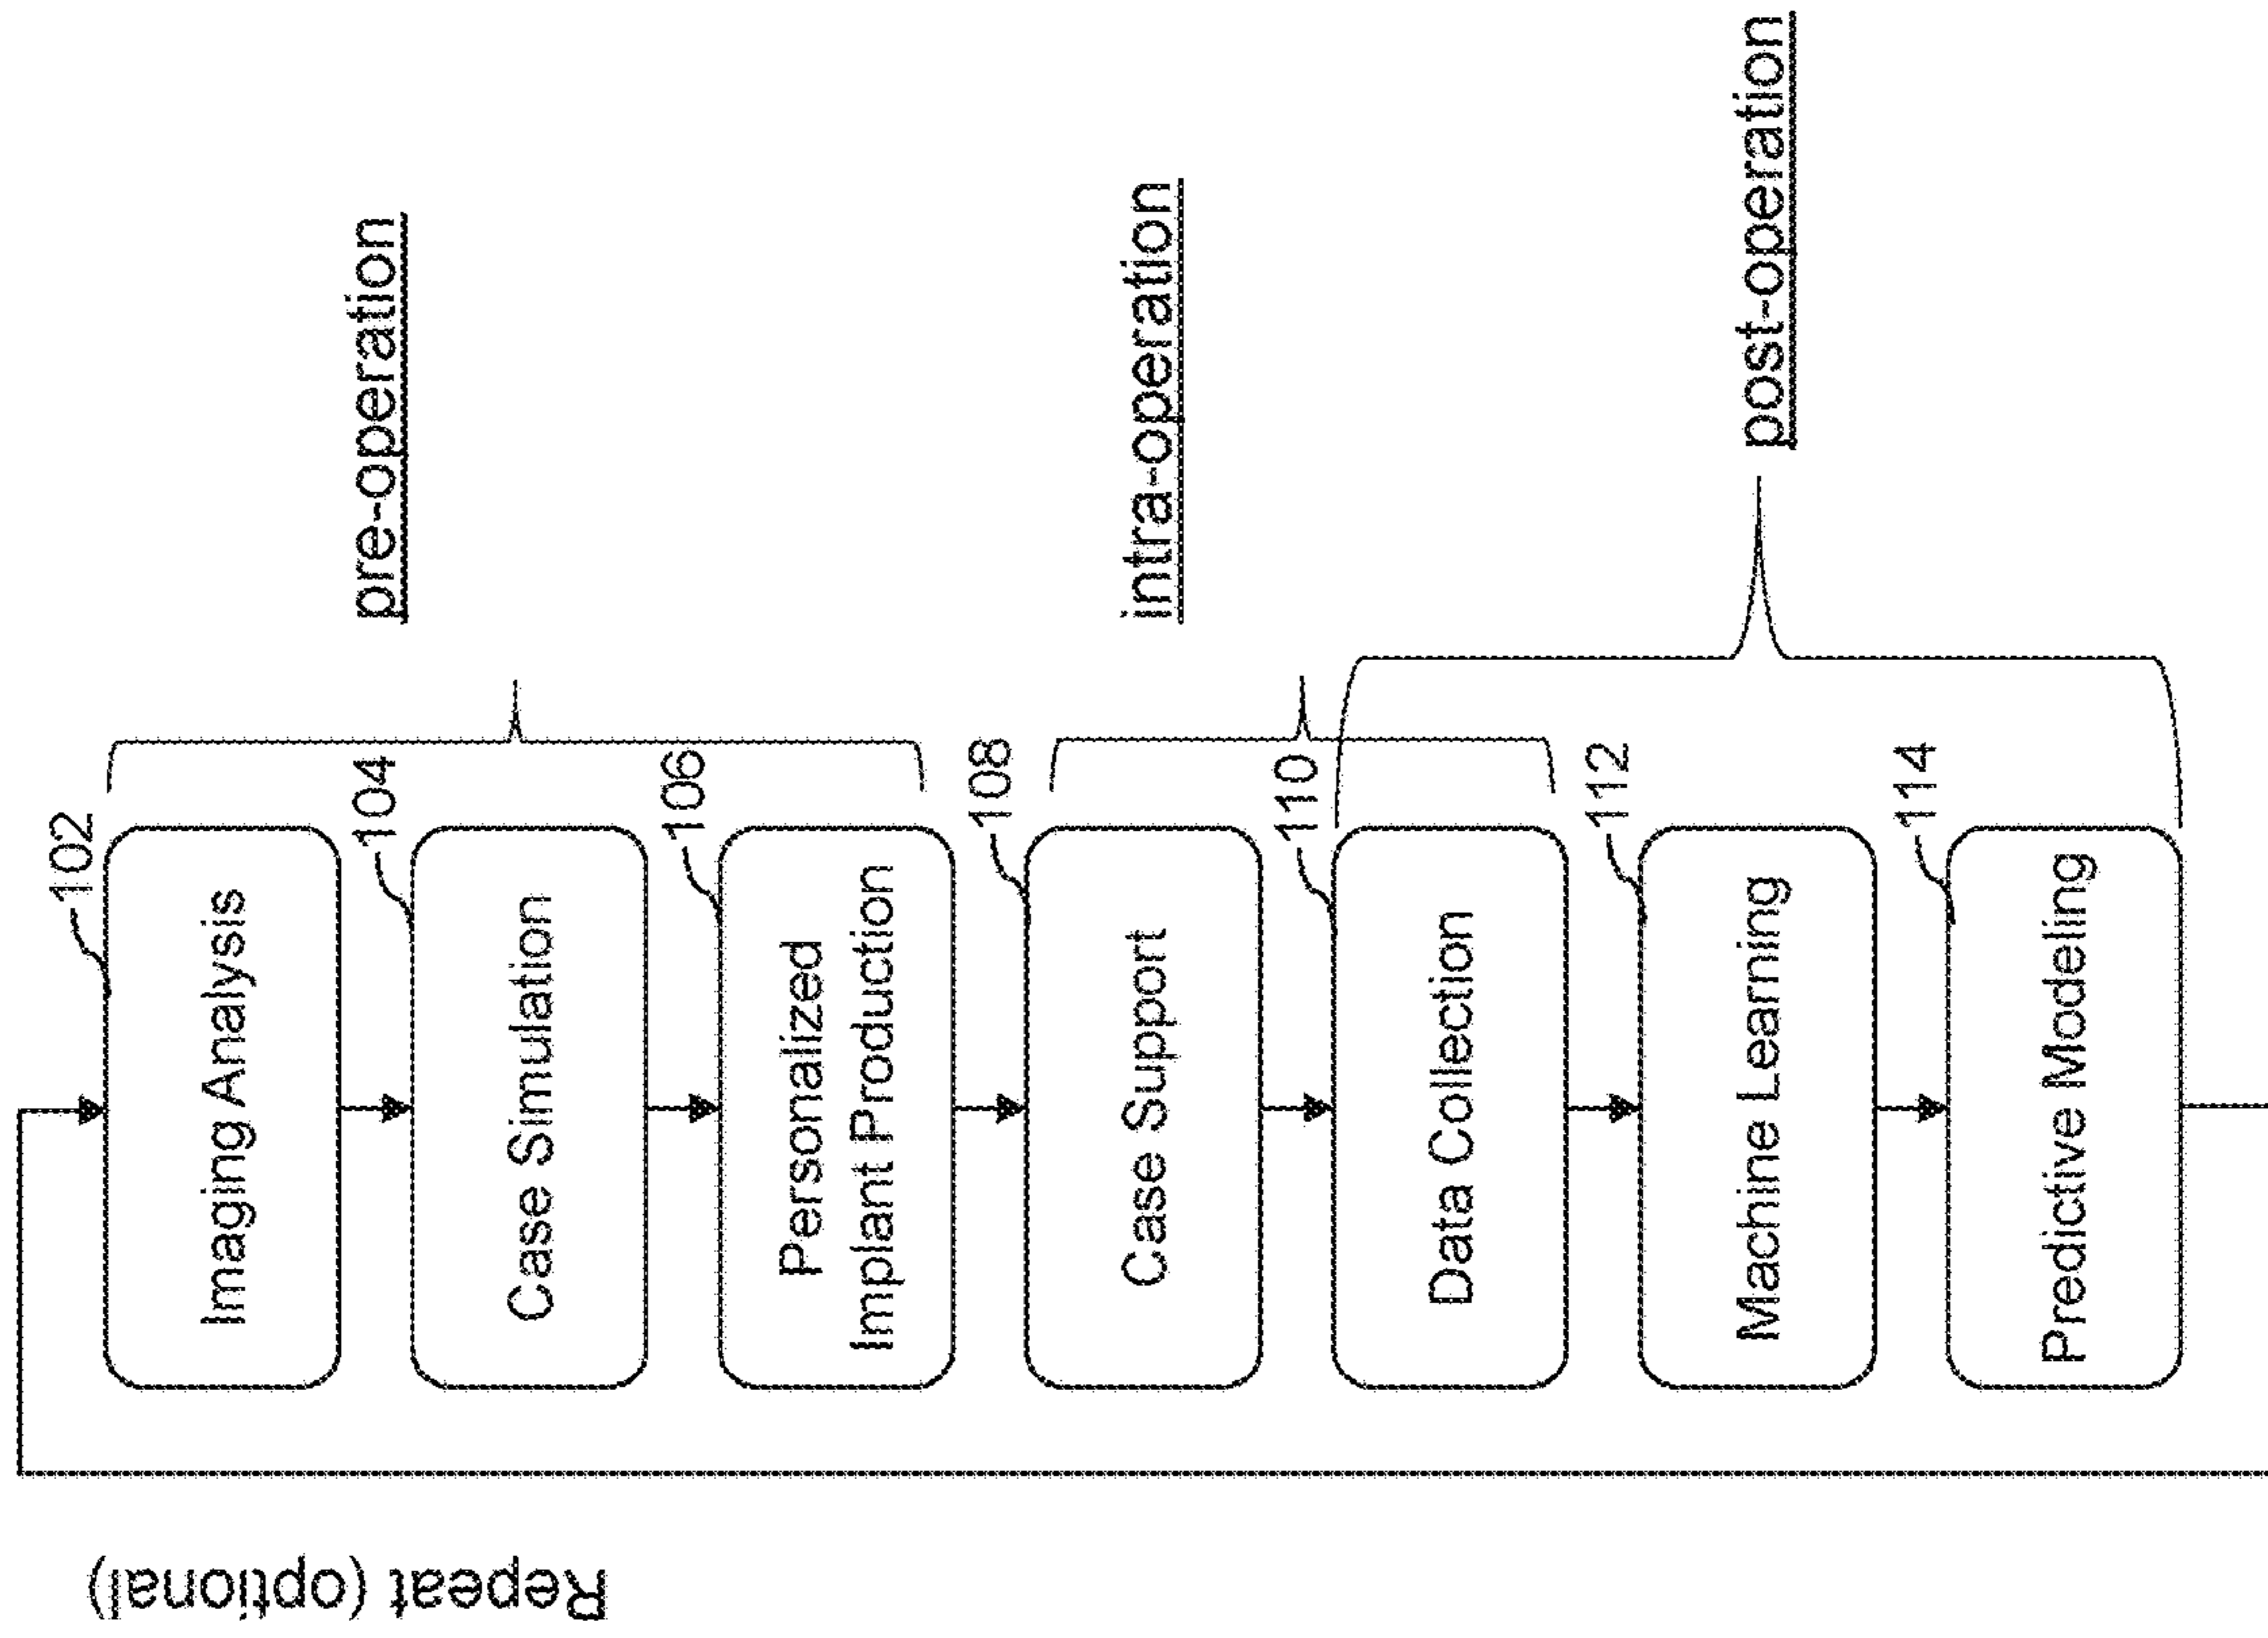 pre-operation
102
Imaging Analysis
104
Case Simulation
106
Personalized
Implant Production
intra-operation
108
Case Support
110
Data Collection
post-operation
112
Machine Learning
114
Predictive Modeling
Repeat (optional)